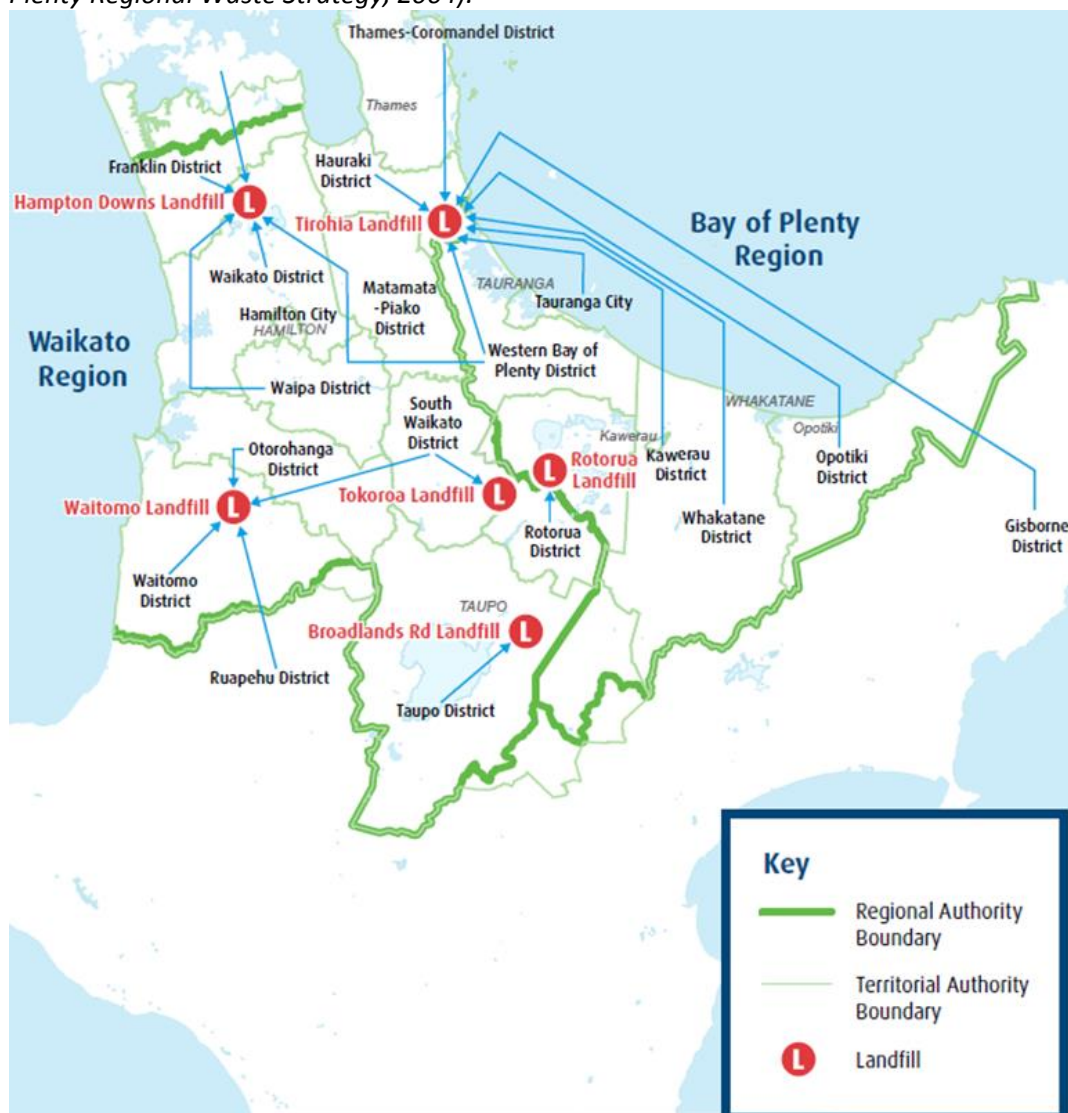 Plenty Regional Waste Strategy, 2004).
Thames-Coromandel District
Thames
Franklin District
Hauraki
District
Hampton Downs Landfill
L
Tirohia Landfill
L
Bay of Plenty
Region
Waikato District
Matamata
-Piako
District
TAURANGA
Tauranga City
Hamilton City
HAMILTON
Waikato
Region
Western Bay of
Plenty District
Waipa District
South
Waikato
District
WHAKATANE
Opotiki
Kawerau
Otorohanga
District
Rotorua
Landfill
L
Kawerau
District
Opotiki
District
Waitomo Landfill
L
Tokoroa Landfill
L
Whakatane
District
Gisborne
District
Rotorua
District
Waitomo
District
TAUPO
Broadlands Rd Landfill
L
Ruapehu District
Taupo District
Key
Regional Authority
Boundary
Territorial Authority
Boundary
L
Landfill